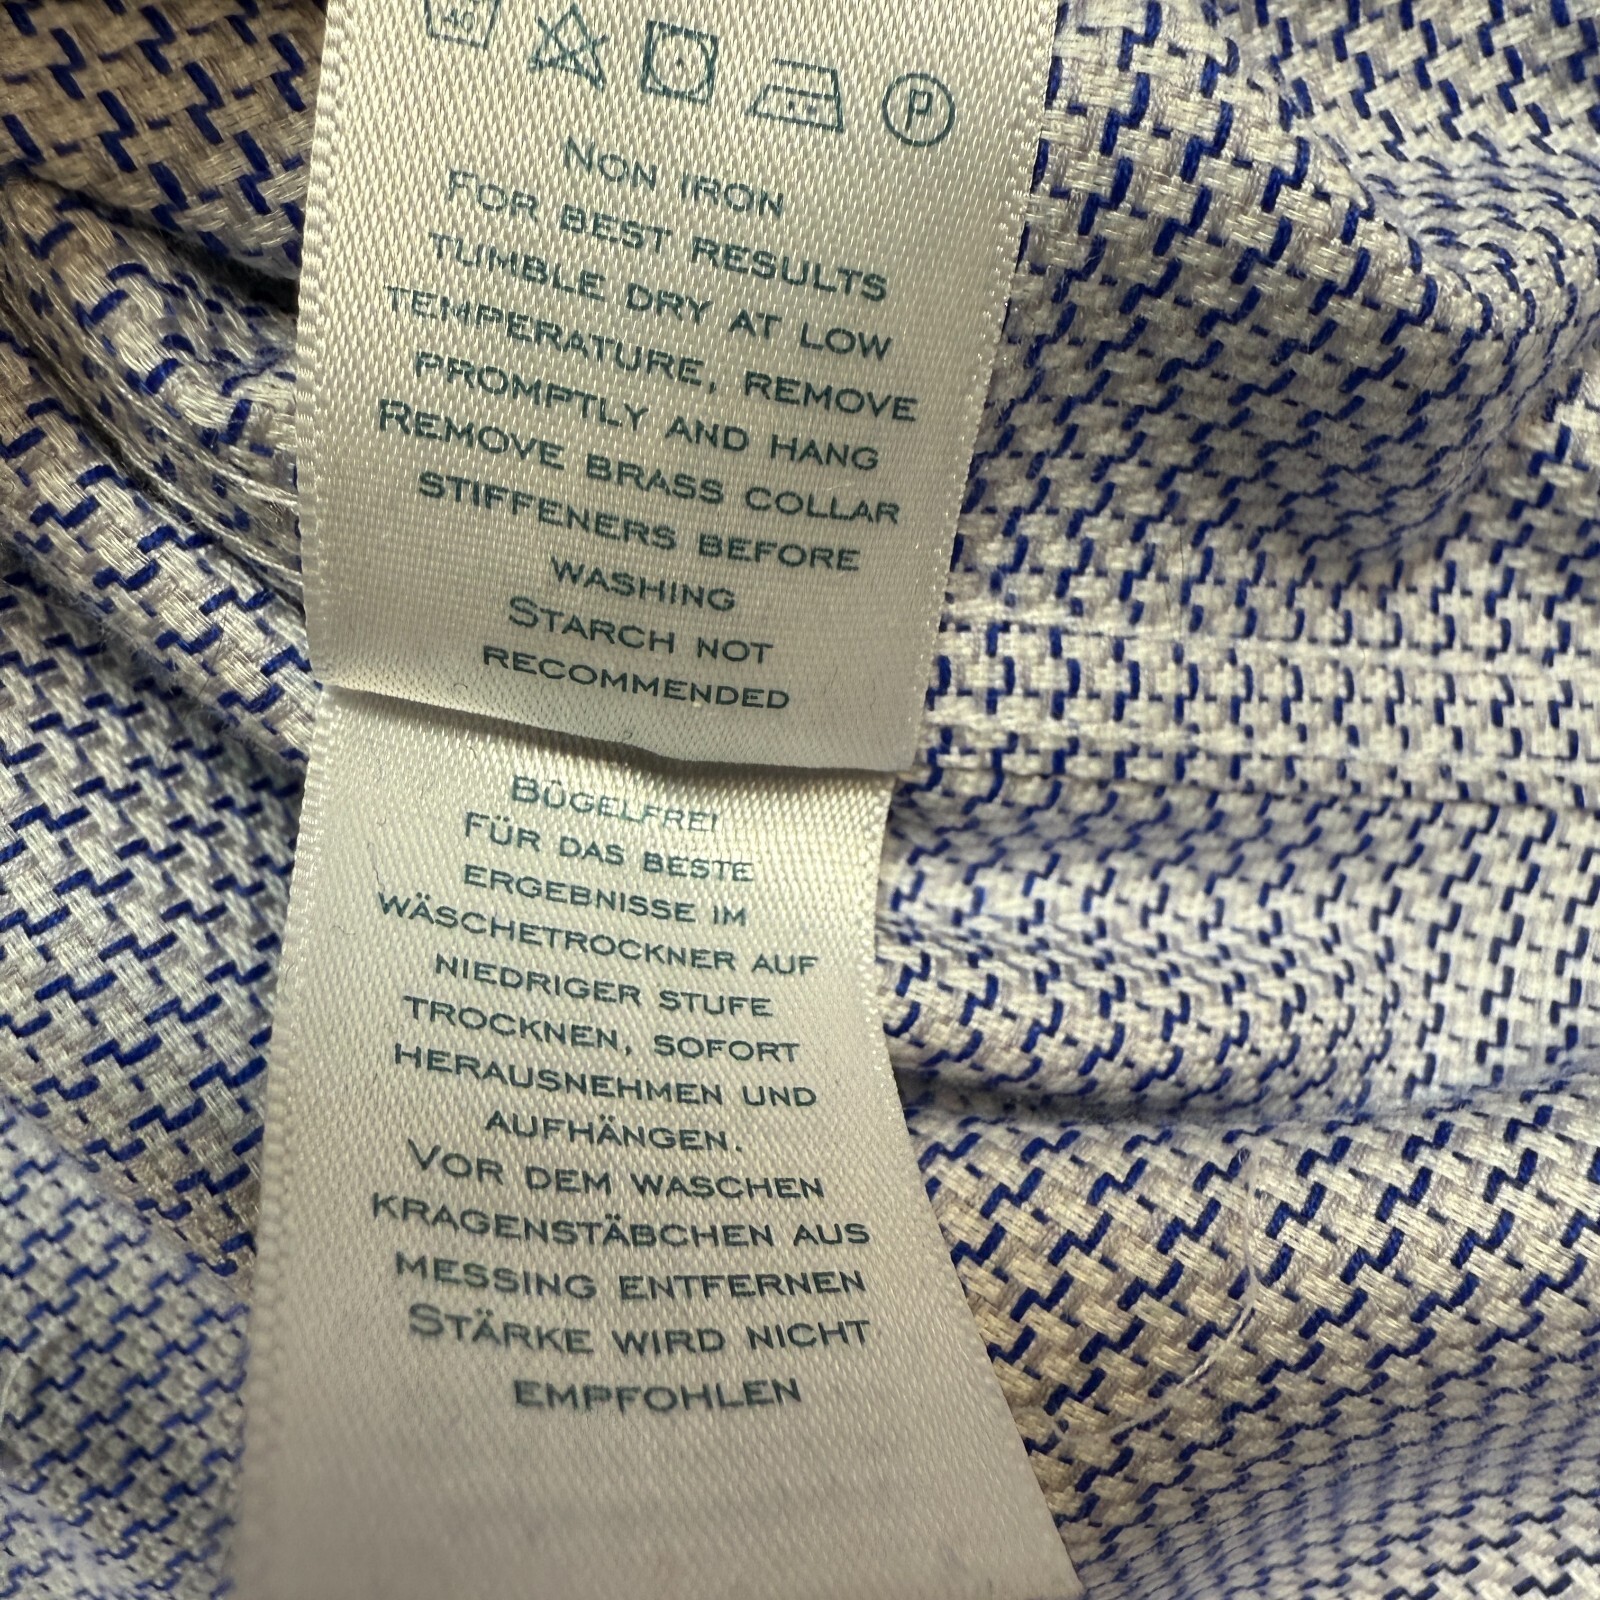 40
P
NON IRON
FOR BEST RESULTS
TUMBLE DRY AT LOW
TEMPERATURE, REMOVE
PROMPTLY AND HANG
REMOVE BRASS COLLAR
STIFFENERS BEFORE
WASHING
STARCH NOT
RECOMMENDED
BÜGELFREI
FÜR DAS BESTE
ERGEBNISSE IM
WÄSCHETROCKNER AUF
NIEDRIGER STUFE
TROCKNEN, SOFORT
HERAUSNEHMEN UND
AUFHÄNGEN.
VOR DEM WASCHEN
KRAGENSTÄBCHEN AUS
MESSING ENTFERNEN
STÄRKE WIRD NICHT
EMPFOHLEN